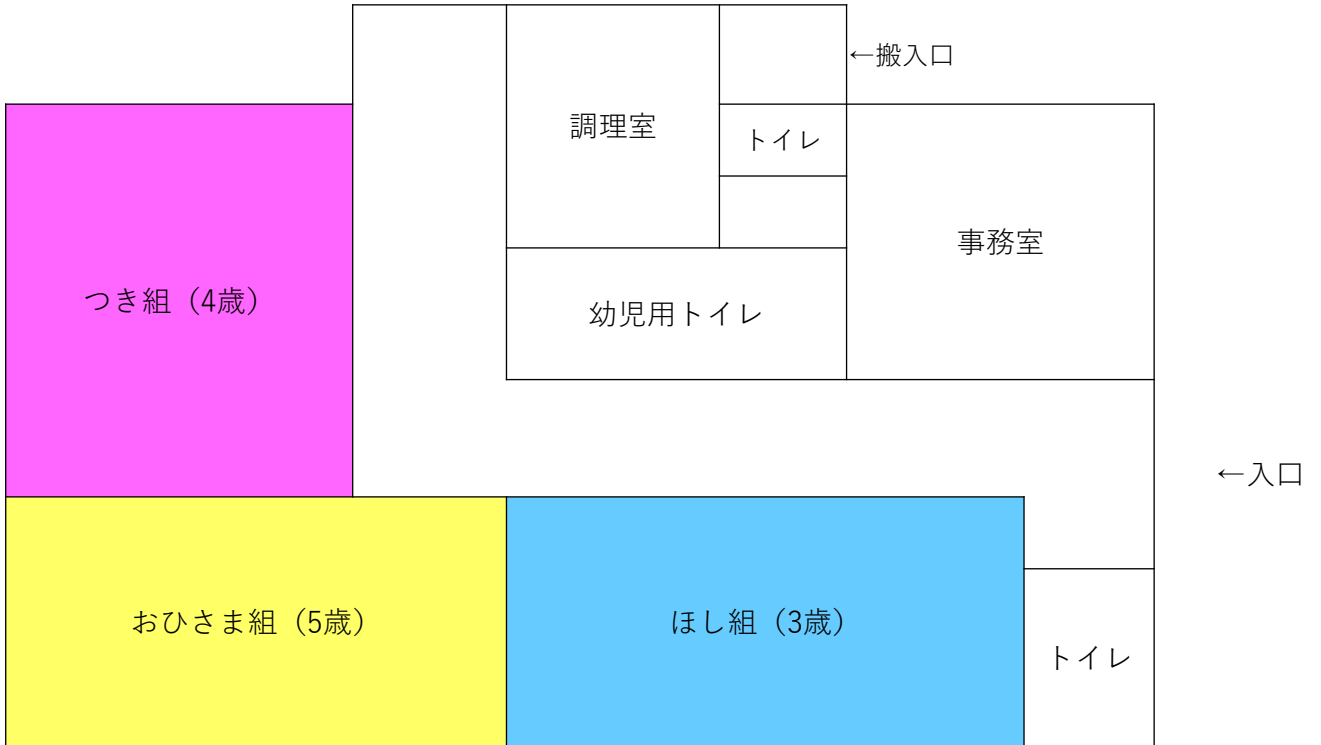 ←搬入口
調理室
トイレ
事務室
つき組（4歳）
幼児用トイレ
←入口
おひさま組（5歳）
ほし組（3歳）
トイレ